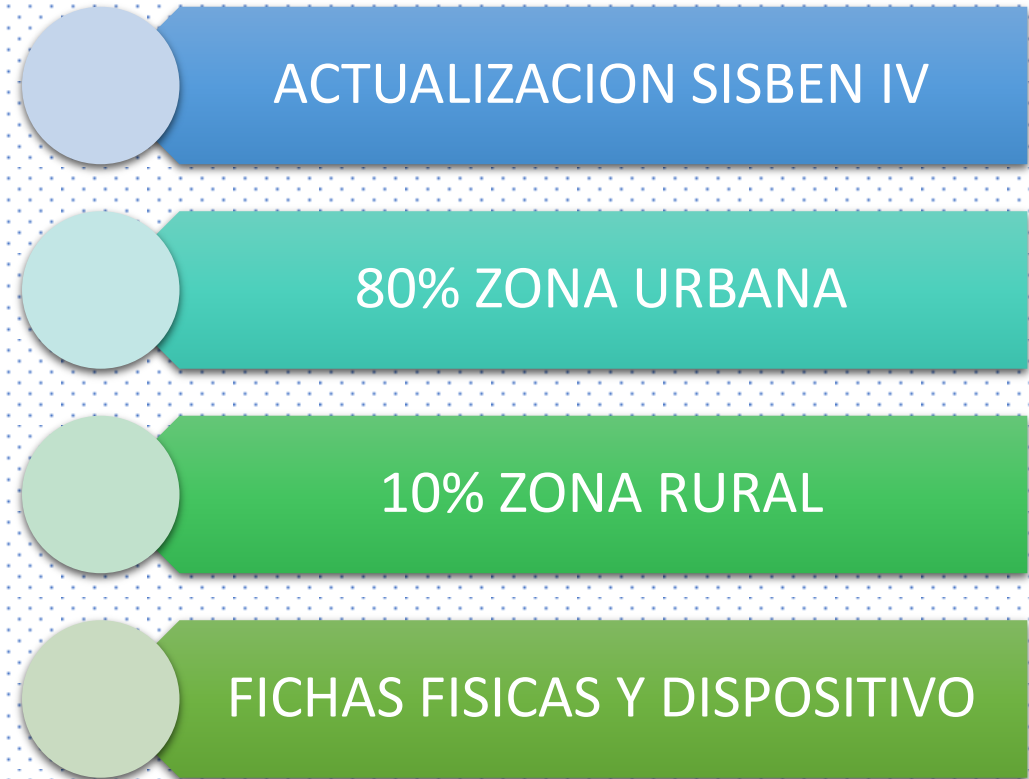 ACTUALIZACION SISBEN IV
80% ZONA URBANA
10% ZONA RURAL
FICHAS FISICAS Y DISPOSITIVO